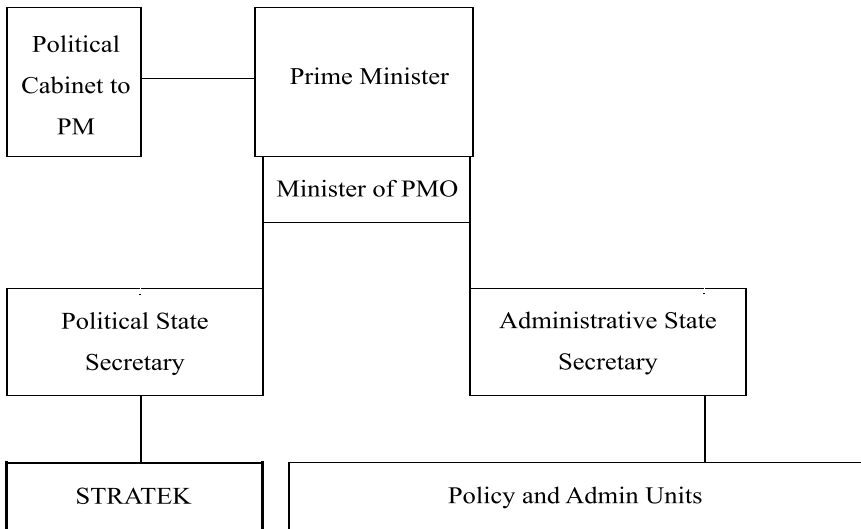 Political
Cabinet to
PM
Prime Minister
Minister of PMO
Political State
Secretary
Administrative State
Secretary
STRATEK
Policy and Admin Units